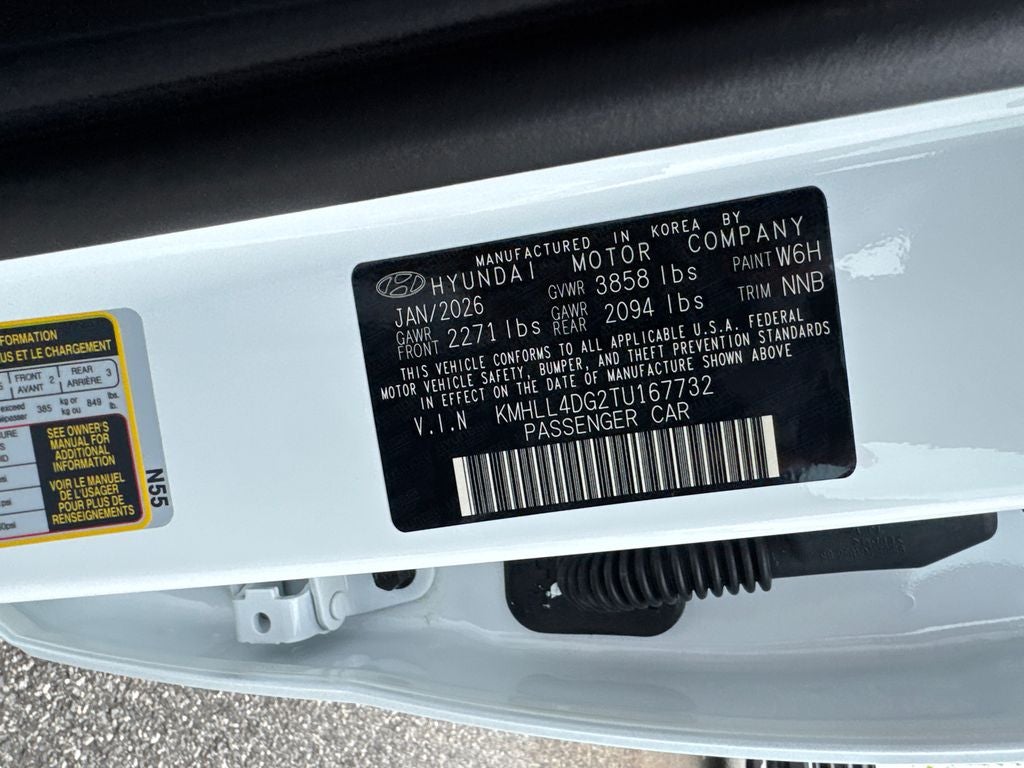 MANUFACTURED IN KOREA BY
HYUNDAI MOTOR COMPANY
JAN/2026 GVWR 3858 lbs PAINT W6H
GAWR FRONT 2271 lbs GAWR REAR 2094 lbs TRIM NNB
THIS VEHICLE CONFORMS TO ALL APPLICABLE U.S.A. FEDERAL
MOTOR VEHICLE SAFETY, BUMPER, AND THEFT PREVENTION STANDARDS
IN EFFECT ON THE DATE OF MANUFACTURE SHOWN ABOVE
V.I.N KMHLL4DG2TU167732
PASSENGER CAR
ET LE CHARGEMENT
FRONT 2 REAR 3
AVANT ARRIÈRE
exceed 385 kg or 849 lbs.
kg ou lb.
SEE OWNER'S
MANUAL FOR
ADDITIONAL
INFORMATION
VOIR LE MANUEL
DE L'USAGER
POUR PLUS DE
RENSEIGNEMENTS
N55